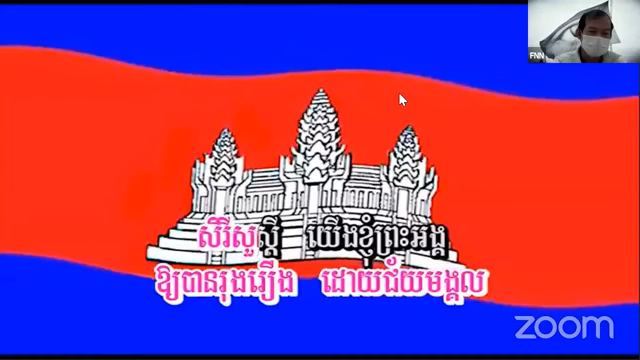 FNN
សិរីសួស្តី យើងខ្ញុំព្រះអង្គ
ឱ្យបានរុងរឿង ដោយជ័យមង្គល
zoom